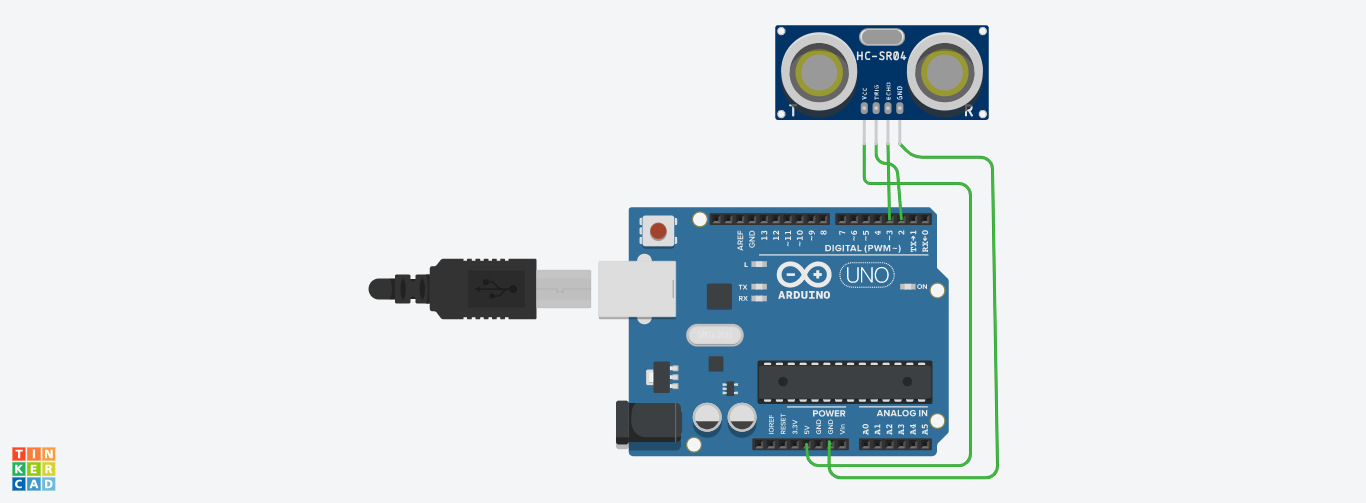 HC-SR04
Vcc
TRIG
ECHO
GND
T
R
AREF
GND
13
12
~11
~10
~9
8
7
~6
~5
4
~3
2
TX→1
RX←0
DIGITAL (PWM~)
L
TX
RX
UNO
ARDUINO
ON
POWER
ANALOG IN
IOREF
RESET
3.3V
5V
GND
GND
Vin
A0
A1
A2
A3
A4
A5
TIN
KER
CAD